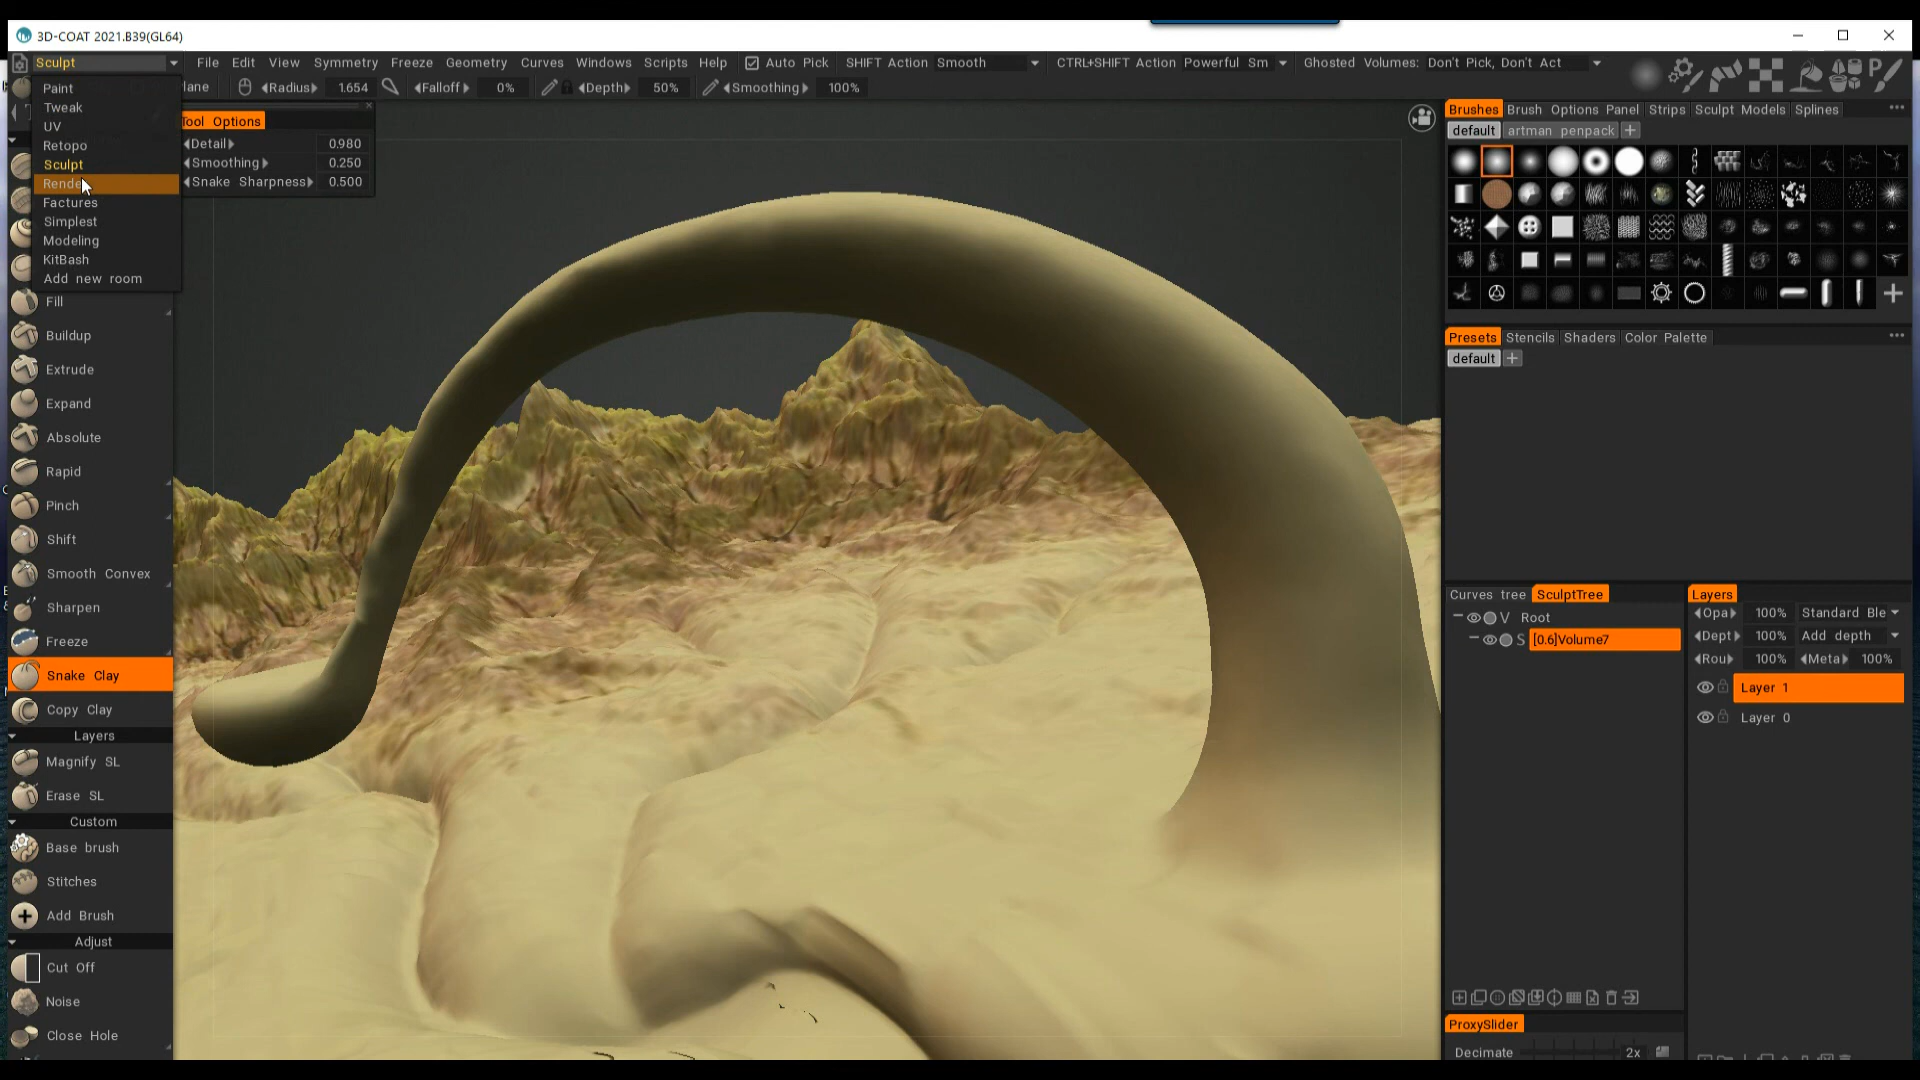 3D-COAT 2021.B39(GL64)
Sculpt File Edit View Symmetry Freeze Geometry Curves Windows Scripts Help Auto Pick SHIFT Action Smooth CTRL+SHIFT Action Powerful Sm Ghosted Volumes: Don't Pick, Don't Act
lane Radius 1.654 Falloff 0% Depth 50% Smoothing 100%
Paint
Tweak
UV
Retopo
Sculpt
Rende
Factures
Simplest
Modeling
KitBash
Add new room
Tool Options
Detail 0.980
Smoothing 0.250
Snake Sharpness 0.500
Fill
Buildup
Extrude
Expand
Absolute
Rapid
Pinch
Shift
Smooth Convex
Sharpen
Freeze
Snake Clay
Copy Clay
Layers
Magnify SL
Erase SL
Custom
Base brush
Stitches
Add Brush
Adjust
Cut Off
Noise
Close Hole
Brushes Brush Options Panel Strips Sculpt Models Splines
default artman penpack +
Presets Stencils Shaders Color Palette
default +
Curves tree SculptTree
V Root
S [0.6]Volume7
Layers
Opa 100% Standard Ble
Dept 100% Add depth
Rou 100% Meta 100%
Layer 1
Layer 0
ProxySlider
Decimate 2x